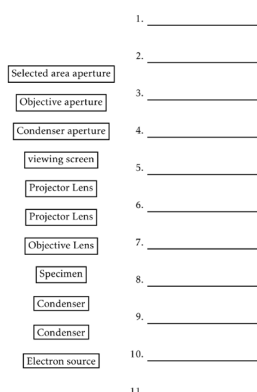 Selected area aperture
Objective aperture
Condenser aperture
viewing screen
Projector Lens
Projector Lens
Objective Lens
Specimen
Condenser
Condenser
Electron source
1.
2.
3.
4.
5.
6.
7.
8.
9.
10.
11